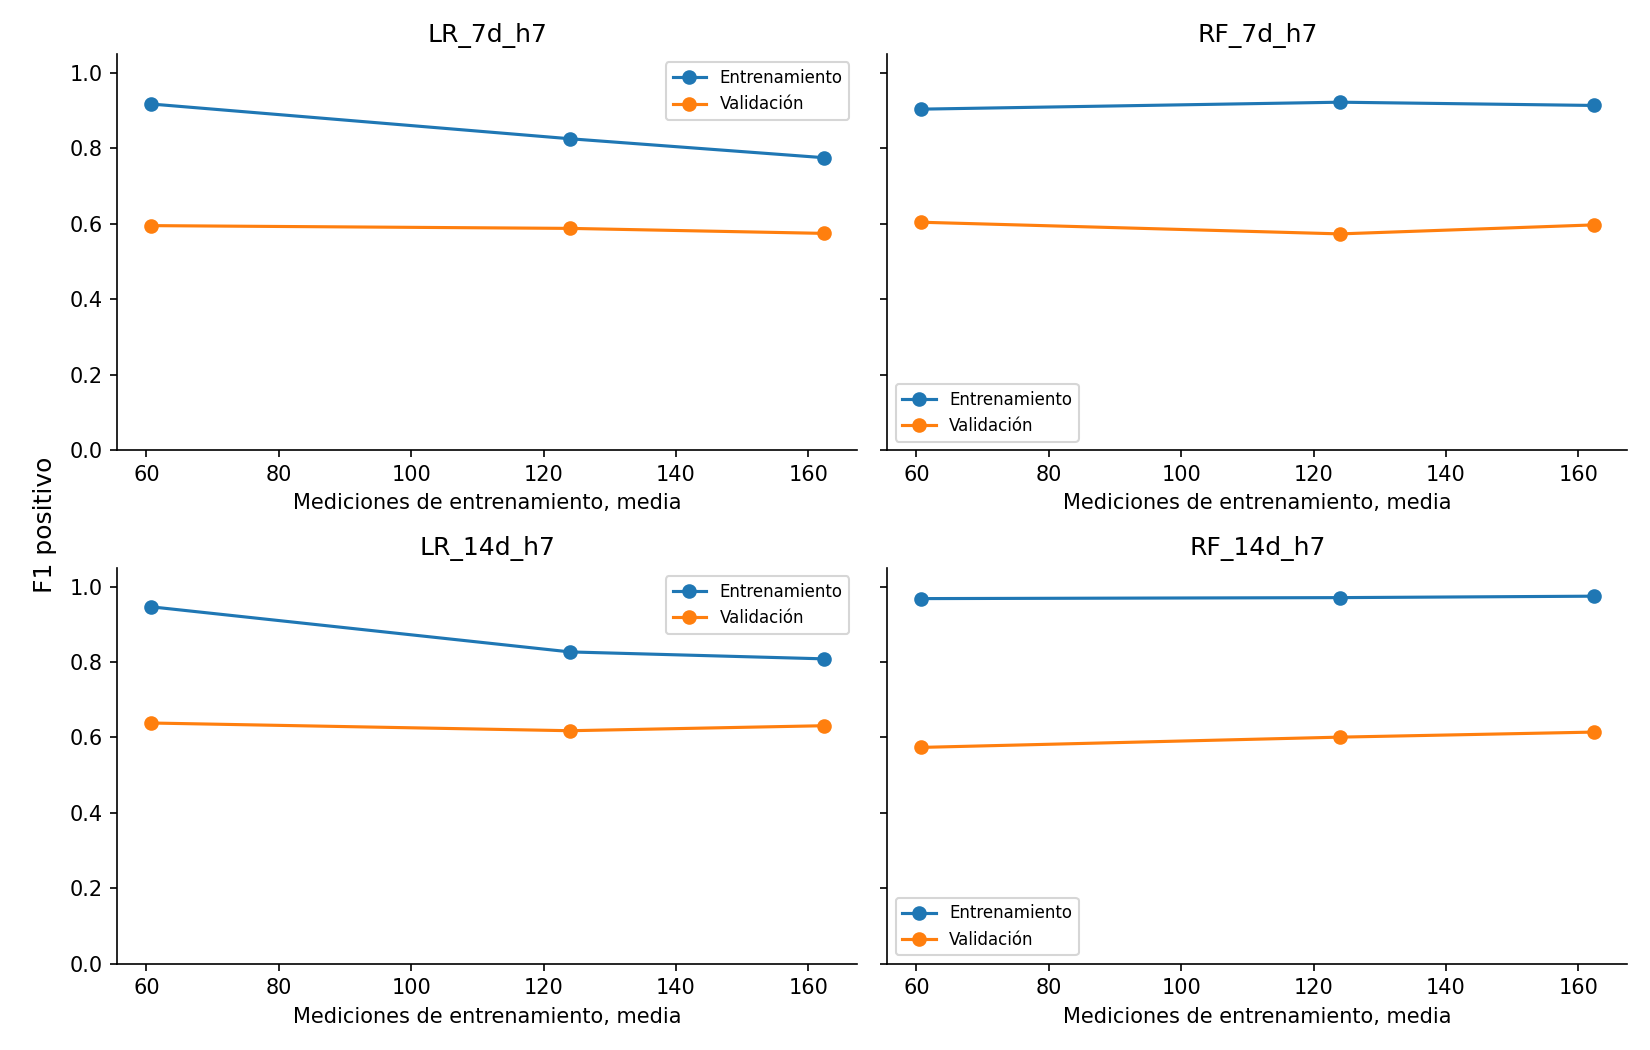 LR_7d_h7
1.0
0.8
0.6
0.4
0.2
0.0
Entrenamiento
Validación
60 80 100 120 140 160
Mediciones de entrenamiento, media
RF_7d_h7
Entrenamiento
Validación
60 80 100 120 140 160
Mediciones de entrenamiento, media
F1 positivo
LR_14d_h7
1.0
0.8
0.6
0.4
0.2
0.0
Entrenamiento
Validación
60 80 100 120 140 160
Mediciones de entrenamiento, media
RF_14d_h7
Entrenamiento
Validación
60 80 100 120 140 160
Mediciones de entrenamiento, media